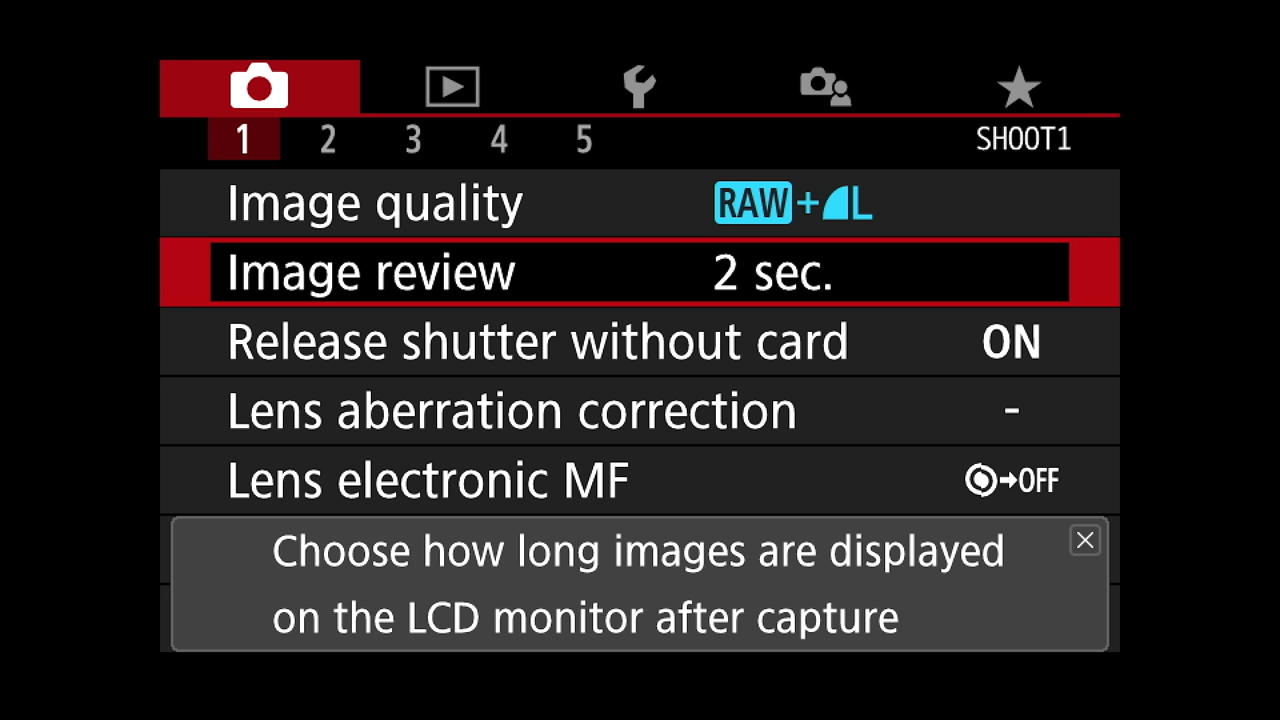 1 2 3 4 5 SHOOT1
Image quality RAW+L
Image review 2 sec.
Release shutter without card ON
Lens aberration correction -
Lens electronic MF →OFF
Choose how long images are displayed
on the LCD monitor after capture